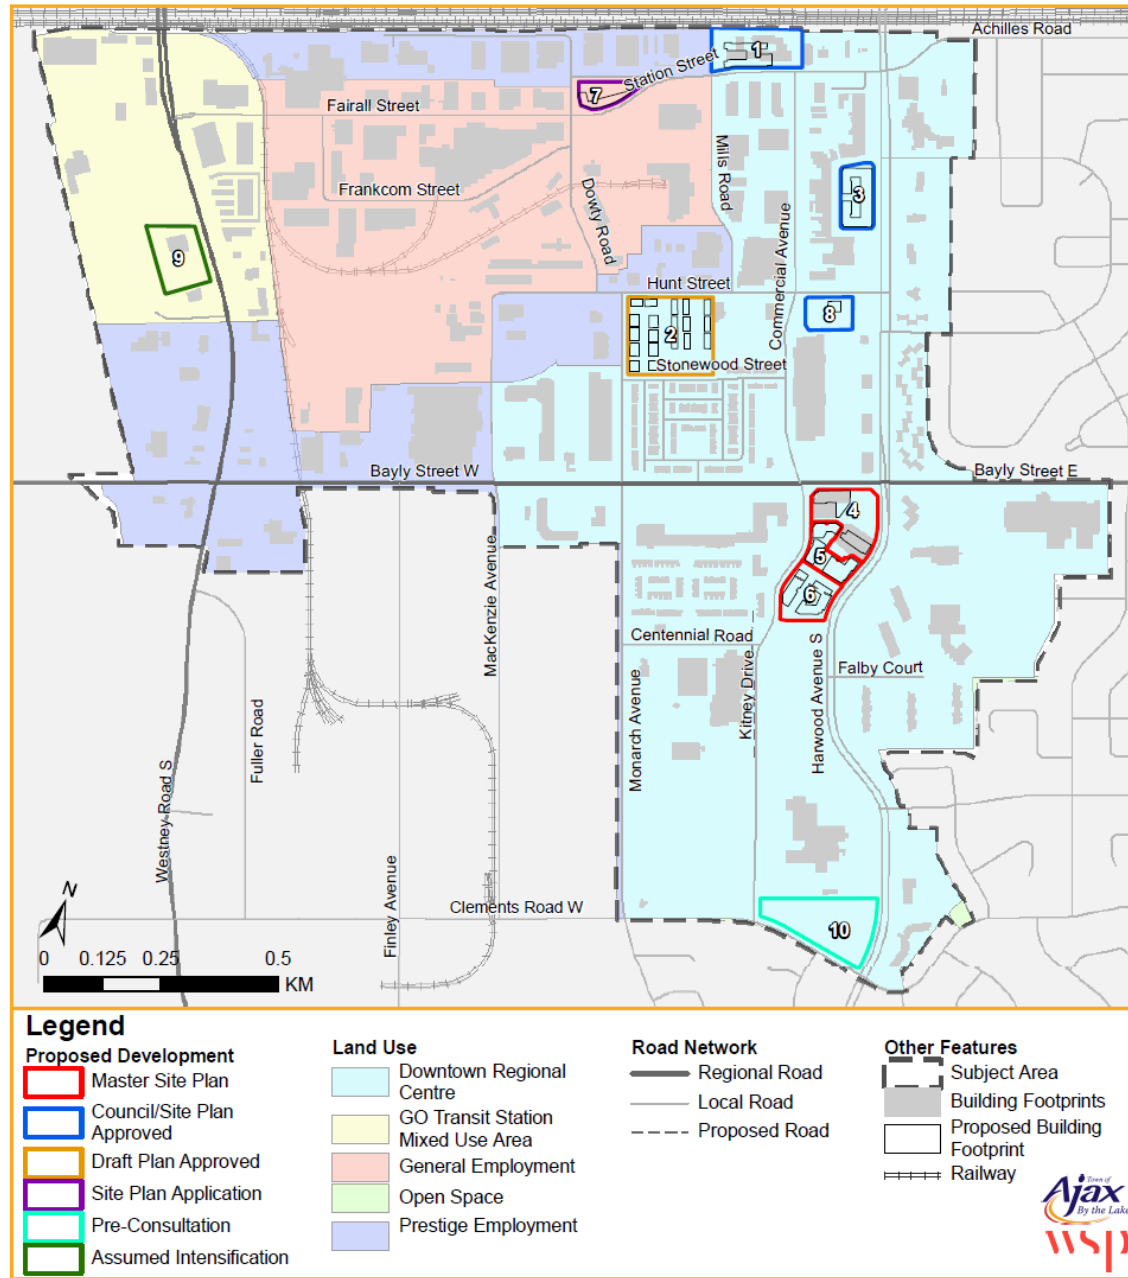 Achilles Road
1
Station Street
7
Fairall Street
Mills Road
Frankcom Street
Dowty Road
3
Commercial Avenue
9
Hunt Street
8
2
Stonewood Street
Bayly Street W
Bayly Street E
4
5
6
MacKenzie Avenue
Centennial Road
Falby Court
Kitney Drive
Harwood Avenue S
Monarch Avenue
Fuller Road
Westney Road S
Finley Avenue
Clements Road W
10
N
0 0.125 0.25 0.5
KM
Legend
Proposed Development
Master Site Plan
Council/Site Plan
Approved
Draft Plan Approved
Site Plan Application
Pre-Consultation
Assumed Intensification
Land Use
Downtown Regional
Centre
GO Transit Station
Mixed Use Area
General Employment
Open Space
Prestige Employment
Road Network
Regional Road
Local Road
Proposed Road
Other Features
Subject Area
Building Footprints
Proposed Building
Footprint
Railway
Town of
Ajax
By the Lake
wsp